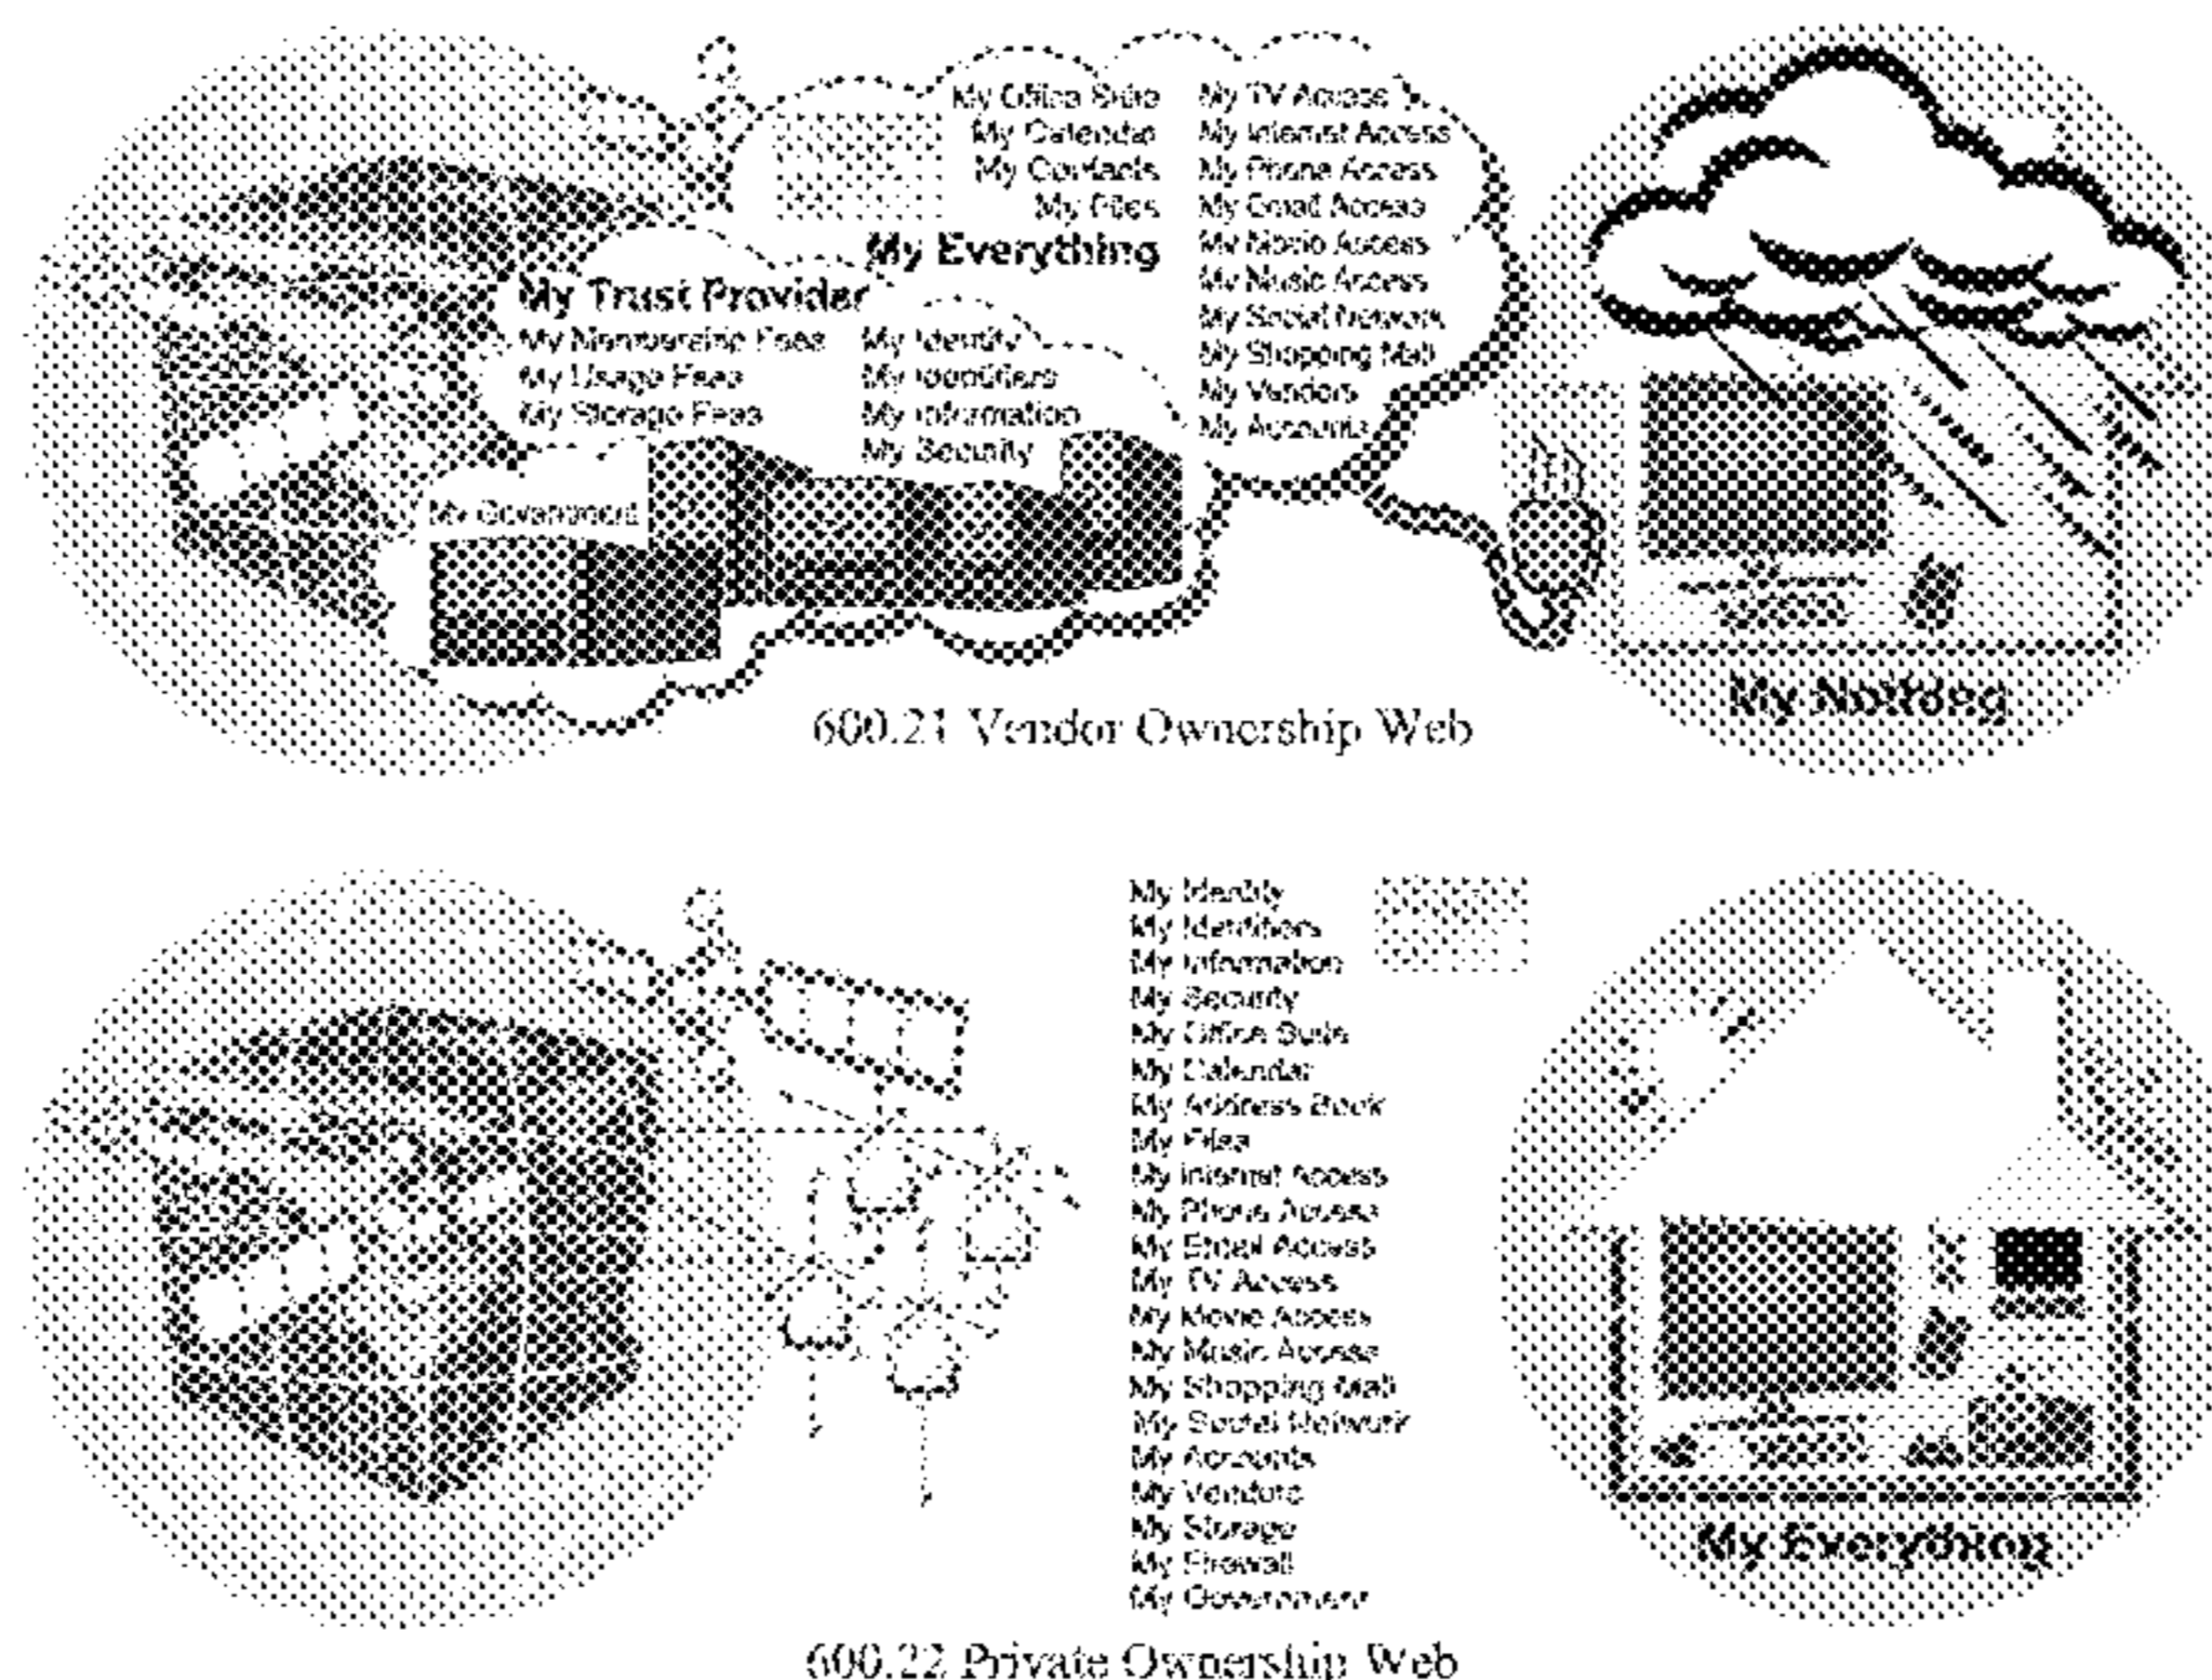 My Office Suite
My Calendar
My Contacts
My Files
My Everything
My TV Access
My Internet Access
My Phone Access
My Email Access
My Movie Access
My Music Access
My Social Network
My Shopping Mall
My Vendors
My Accounts
My Trust Provider
My Membership Fees
My Usage Fees
My Storage Fees
My Identity
My Identifiers
My Information
My Security
My Government
My Nothing
600.21 Vendor Ownership Web
My Identity
My Identifiers
My Information
My Security
My Office Suite
My Calendar
My Address Book
My Files
My Internet Access
My Phone Access
My Email Access
My TV Access
My Movie Access
My Music Access
My Shopping Mall
My Social Network
My Accounts
My Vendors
My Storage
My Firewall
My Government
My Everything
600.22 Private Ownership Web